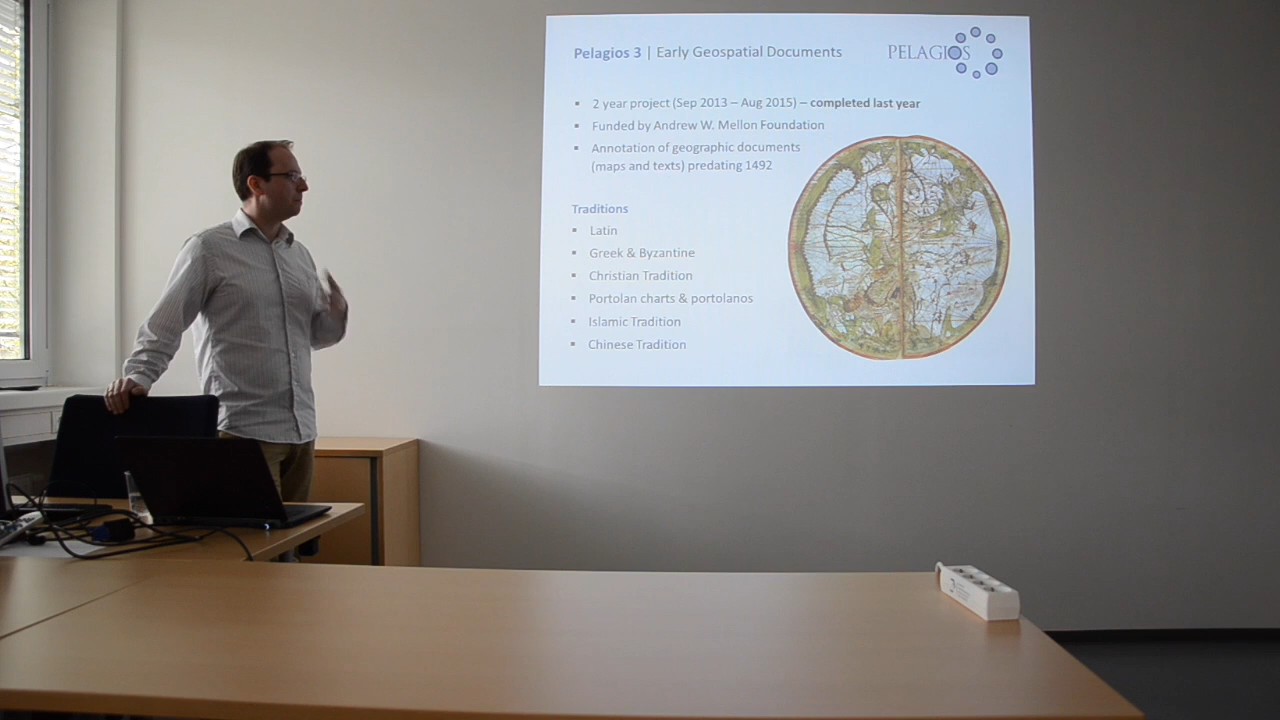 Pelagios 3 | Early Geospatial Documents
PELAGIOS
▪ 2 year project (Sep 2013 – Aug 2015) – completed last year
▪ Funded by Andrew W. Mellon Foundation
▪ Annotation of geographic documents
(maps and texts) predating 1492
Traditions
▪ Latin
▪ Greek & Byzantine
▪ Christian Tradition
▪ Portolan charts & portolanos
▪ Islamic Tradition
▪ Chinese Tradition